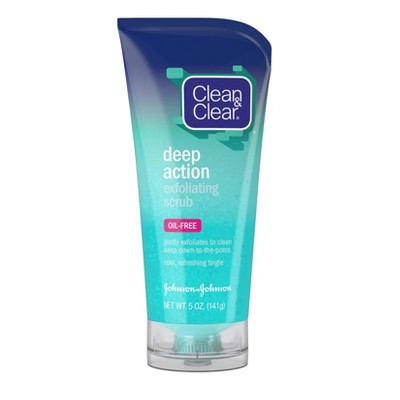 Clean &
Clear®
deep
action
exfoliating
scrub
OIL-FREE
gently exfoliates to clean
deep down-to-the-pores
cool, refreshing tingle
Johnson & Johnson
NET WT. 5 OZ. (141g)